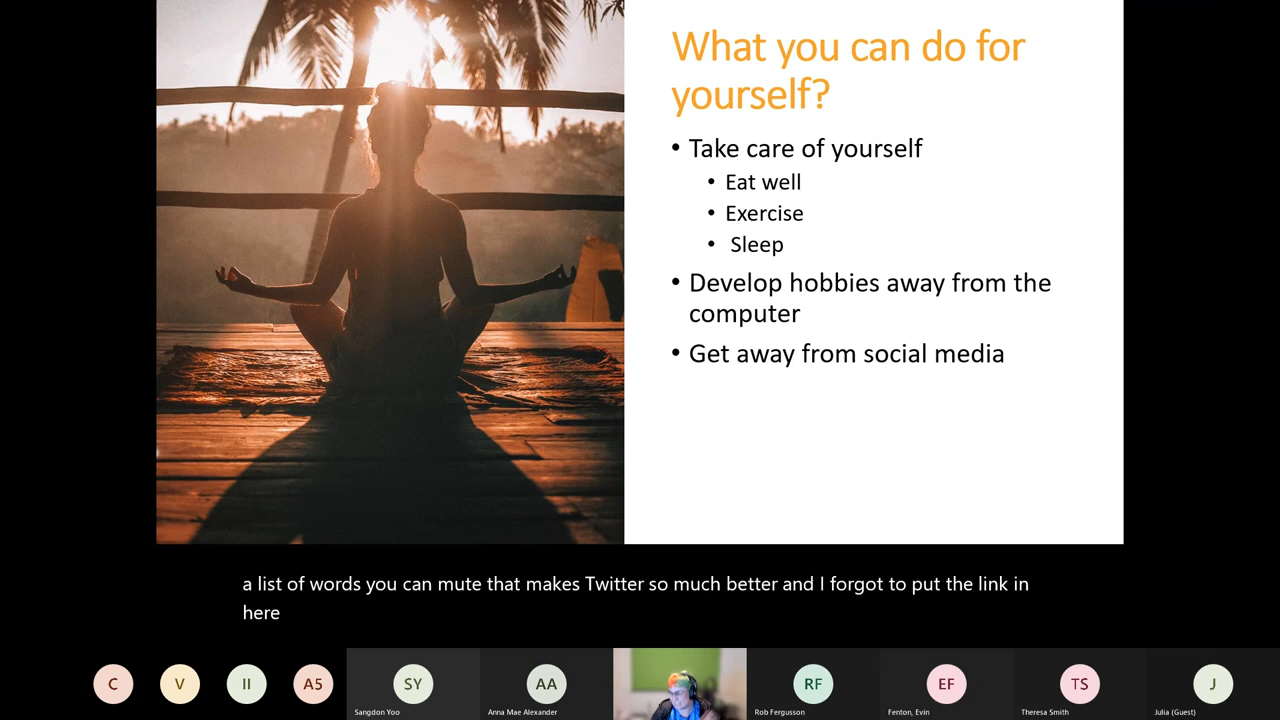 What you can do for
yourself?
• Take care of yourself
• Eat well
• Exercise
• Sleep
• Develop hobbies away from the
computer
• Get away from social media
a list of words you can mute that makes Twitter so much better and I forgot to put the link in
here
C
V
II
A5
SY
Sangdon Yoo
AA
Anna Mae Alexander
RF
Rob Fergusson
EF
Fenton, Evin
TS
Theresa Smith
J
Julia (Guest)